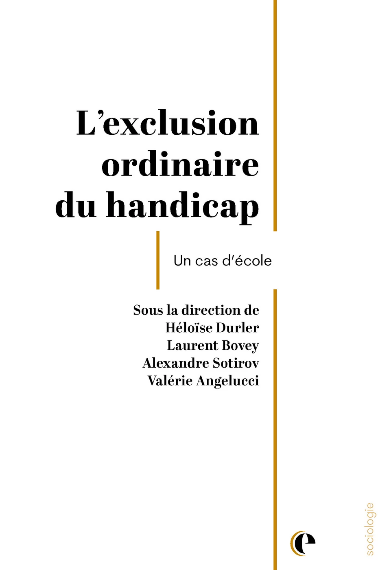 L'exclusion
ordinaire
du handicap
Un cas d'école
Sous la direction de
Héloïse Durler
Laurent Bovey
Alexandre Sotirov
Valérie Angelucci
e
sociologie